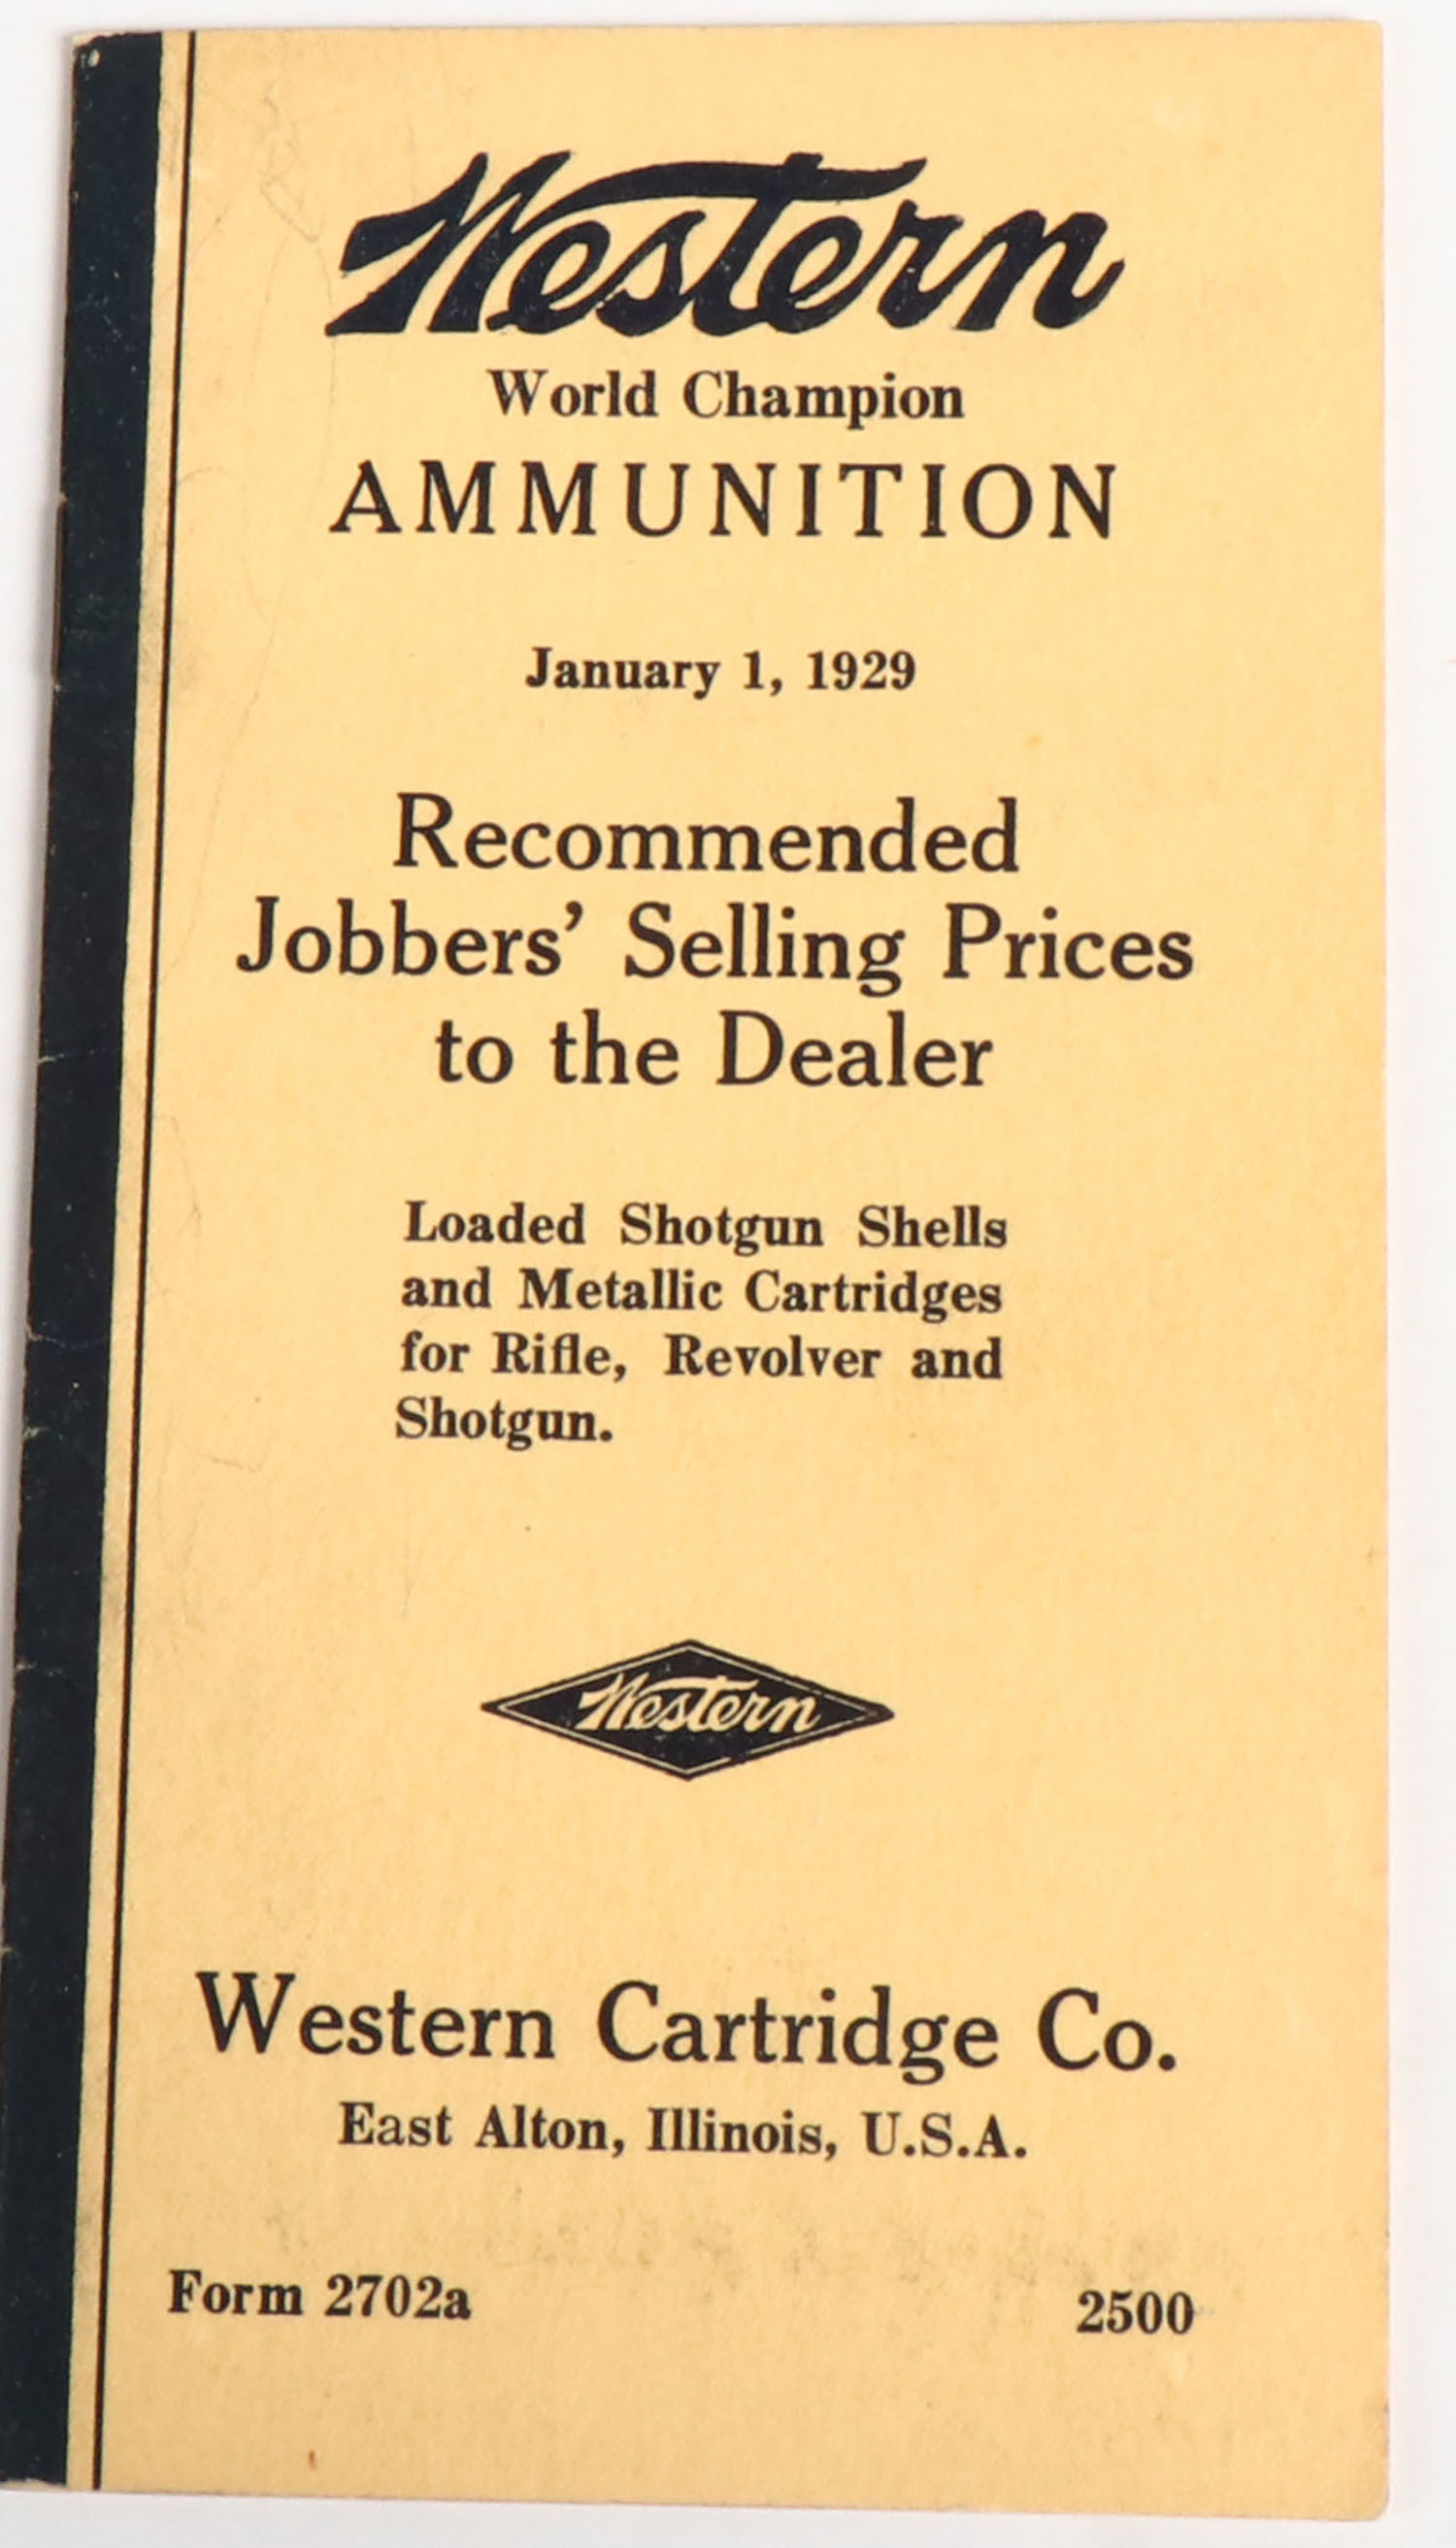 Western
World Champion
AMMUNITION
January 1, 1929
Recommended
Jobbers’ Selling Prices
to the Dealer
Loaded Shotgun Shells
and Metallic Cartridges
for Rifle, Revolver and
Shotgun.
Western
Western Cartridge Co.
East Alton, Illinois, U.S.A.
Form 2702a 2500